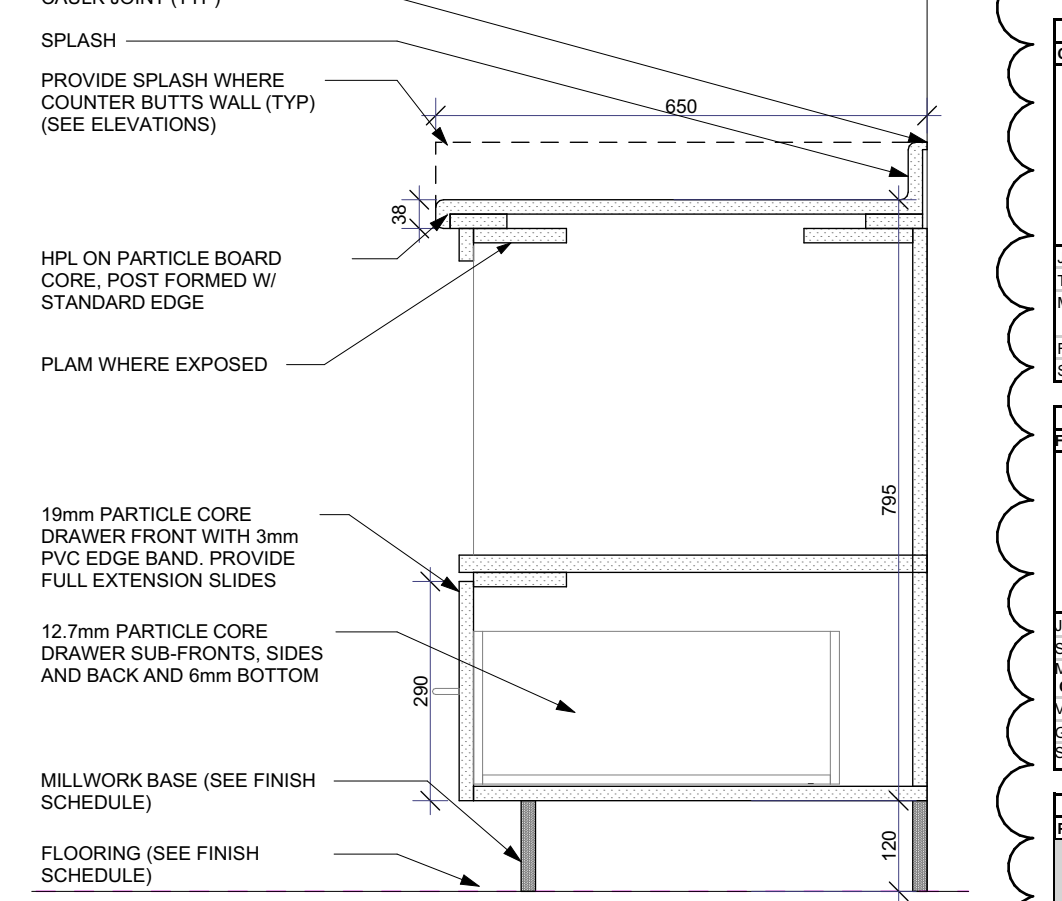 CAULK JOINT (TYP)
SPLASH
PROVIDE SPLASH WHERE
COUNTER BUTTS WALL (TYP)
(SEE ELEVATIONS)
650
38
HPL ON PARTICLE BOARD
CORE, POST FORMED W/
STANDARD EDGE
PLAM WHERE EXPOSED
795
19mm PARTICLE CORE
DRAWER FRONT WITH 3mm
PVC EDGE BAND. PROVIDE
FULL EXTENSION SLIDES
12.7mm PARTICLE CORE
DRAWER SUB-FRONTS, SIDES
AND BACK AND 6mm BOTTOM
290
MILLWORK BASE (SEE FINISH
SCHEDULE)
120
FLOORING (SEE FINISH
SCHEDULE)